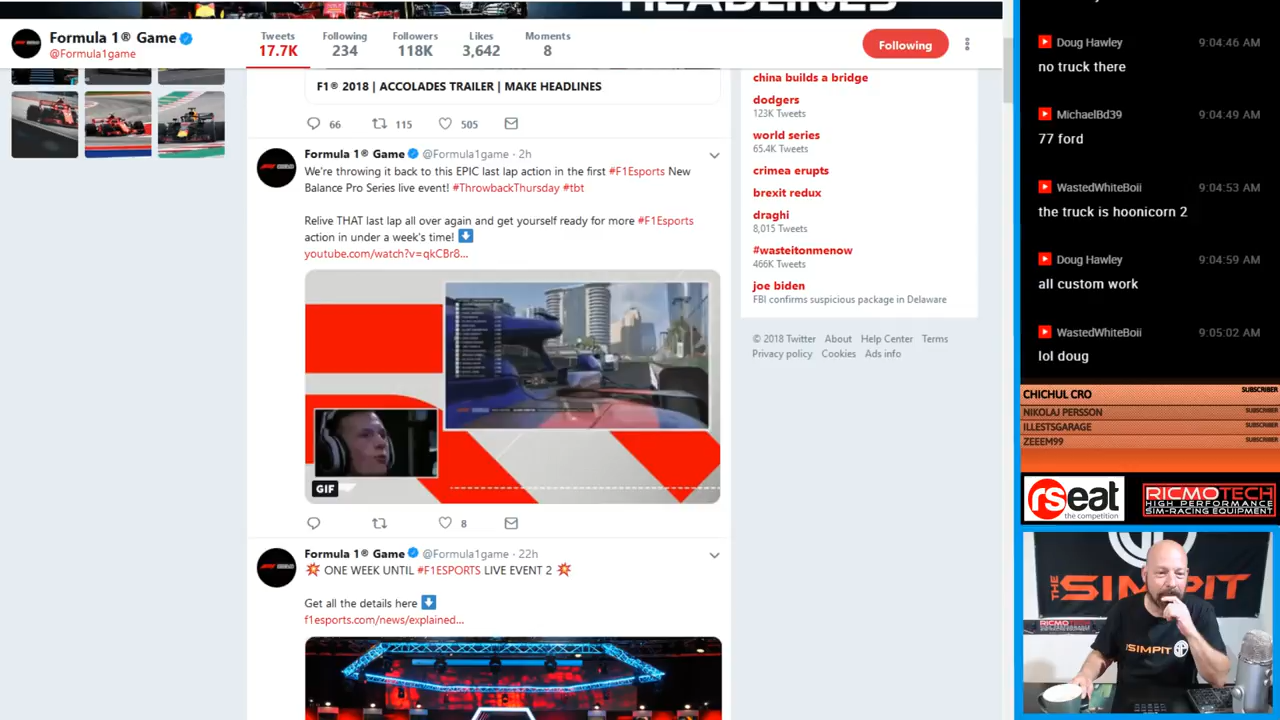 HEADLINES
Formula 1® Game
@Formula1game
Tweets
17.7K
Following
234
Followers
118K
Likes
3,642
Moments
8
Following
F1® 2018 | ACCOLADES TRAILER | MAKE HEADLINES
66
115
505
Formula 1® Game @Formula1game · 2h
We're throwing it back to this EPIC last lap action in the first #F1Esports New
Balance Pro Series live event! #ThrowbackThursday #tbt
Relive THAT last lap all over again and get yourself ready for more #F1Esports
action in under a week's time!
youtube.com/watch?v=qkCBr8...
GIF
8
Formula 1® Game @Formula1game · 22h
ONE WEEK UNTIL #F1ESPORTS LIVE EVENT 2
Get all the details here
f1esports.com/news/explained...
china builds a bridge
dodgers
123K Tweets
world series
65.4K Tweets
crimea erupts
brexit redux
draghi
8,015 Tweets
#wasteitonmenow
466K Tweets
joe biden
FBI confirms suspicious package in Delaware
© 2018 Twitter About Help Center Terms
Privacy policy Cookies Ads info
Doug Hawley 9:04:46 AM
no truck there
MichaelBd39 9:04:49 AM
77 ford
WastedWhiteBoii 9:04:53 AM
the truck is hoonicorn 2
Doug Hawley 9:04:59 AM
all custom work
WastedWhiteBoii 9:05:02 AM
lol doug
CHICHUL CRO SUBSCRIBER
NIKOLAJ PERSSON SUBSCRIBER
ILLESTSGARAGE SUBSCRIBER
ZEEEM99 SUBSCRIBER
rseat
the competition
RICMOTECH
HIGH PERFORMANCE
SIM-RACING EQUIPMENT
THE SIMPIT
RICMOTECH
THE SIMPIT